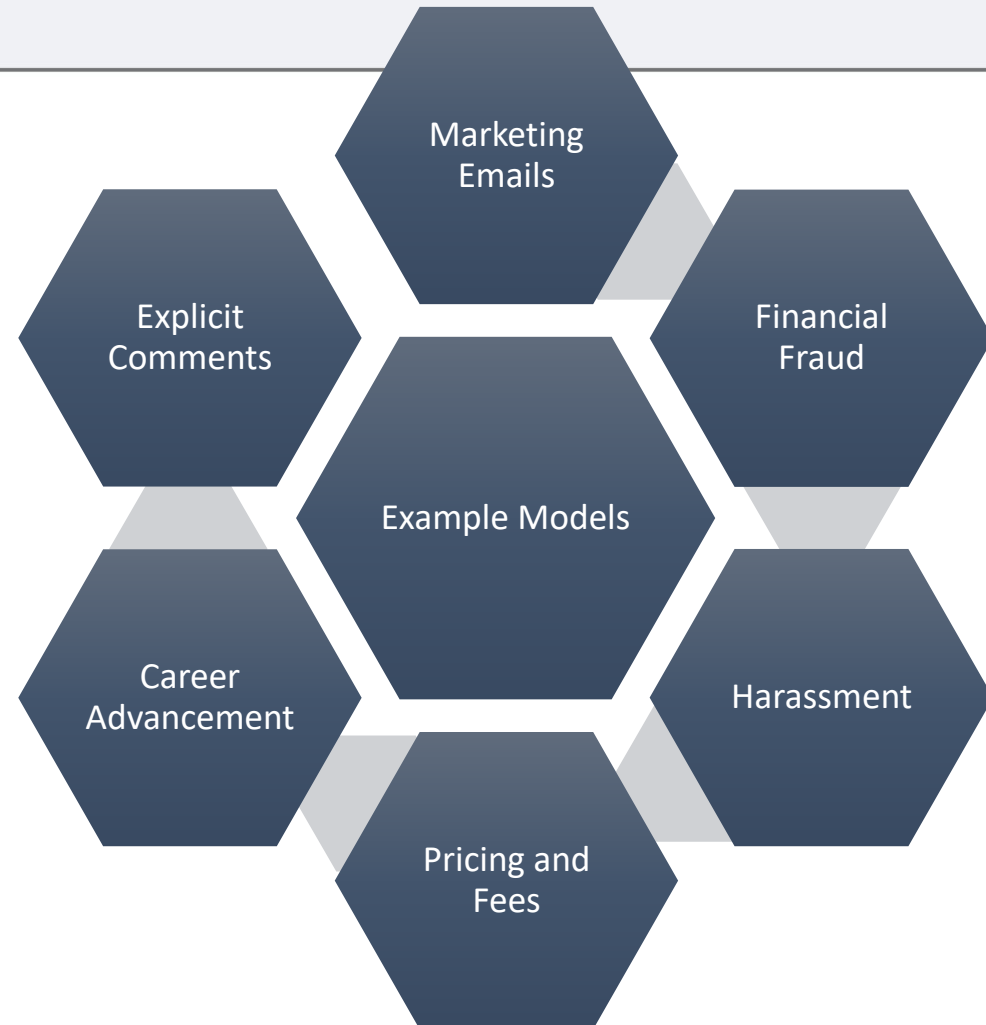 Marketing
Emails
Explicit
Comments
Financial
Fraud
Example Models
Career
Advancement
Harassment
Pricing and
Fees